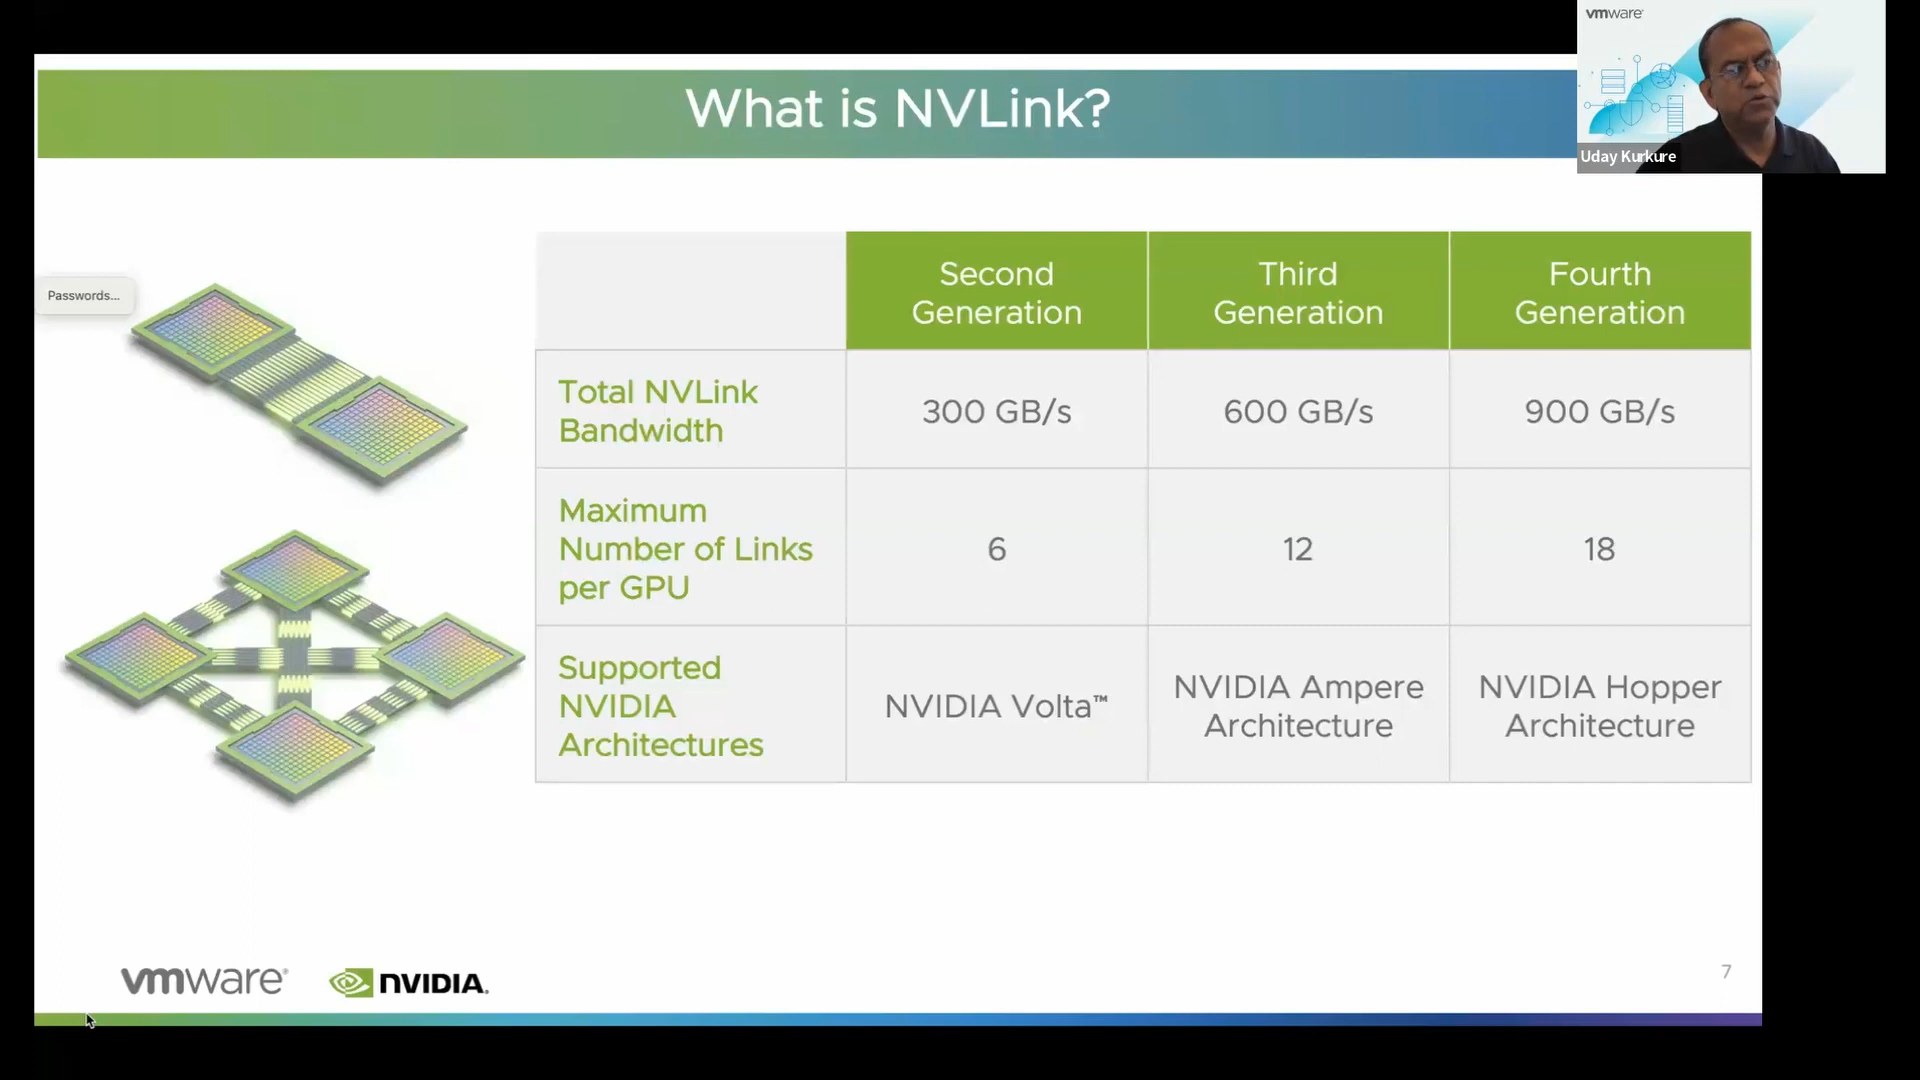 vmware®
Uday Kurkure
What is NVLink?
Passwords...
Second
Generation
Third
Generation
Fourth
Generation
Total NVLink
Bandwidth
300 GB/s
600 GB/s
900 GB/s
Maximum
Number of Links
per GPU
6
12
18
Supported
NVIDIA
Architectures
NVIDIA Volta™
NVIDIA Ampere
Architecture
NVIDIA Hopper
Architecture
vmware®
NVIDIA.
7